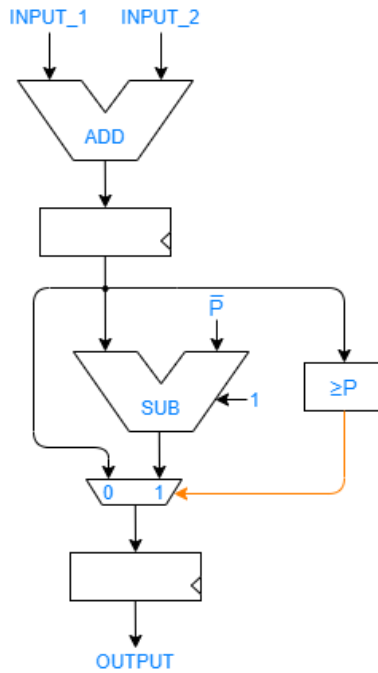 INPUT_1 INPUT_2
ADD
P̅
SUB
1
≥P
0 1
OUTPUT